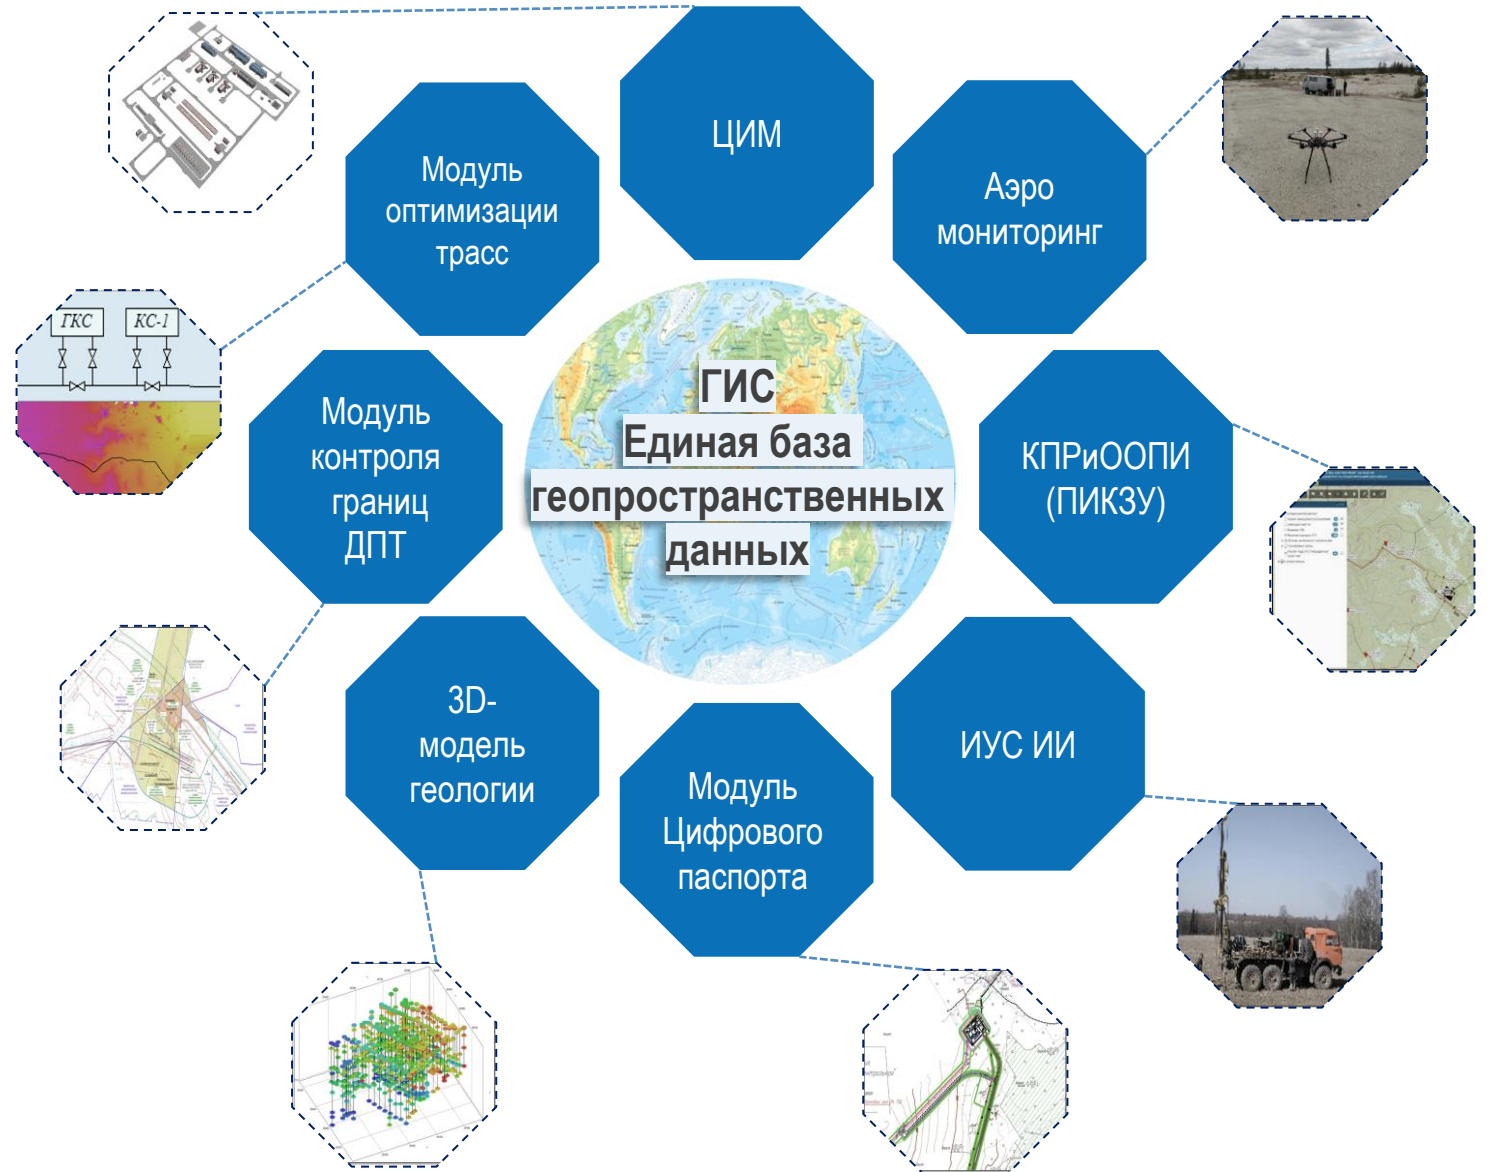 ЦИМ
Аэро
мониторинг
КПРиООПИ
(ПИКЗУ)
ИУС ИИ
Модуль
Цифрового
паспорта
3D-
модель
геологии
Модуль
контроля
границ
ДПТ
Модуль
оптимизации
трасс
ГИС
Единая база
геопространственных
данных
ГКС
КС-1